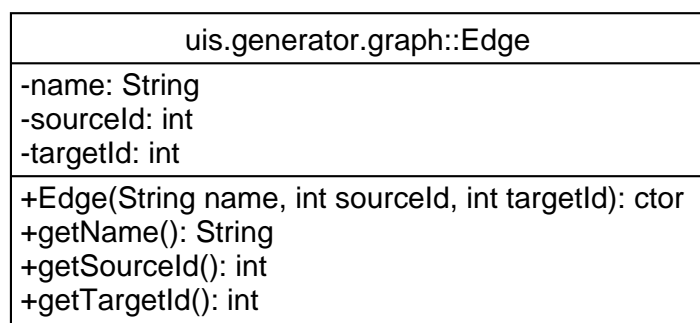 uis.generator.graph::Edge
-name: String
-sourceId: int
-targetId: int
+Edge(String name, int sourceId, int targetId): ctor
+getName(): String
+getSourceId(): int
+getTargetId(): int